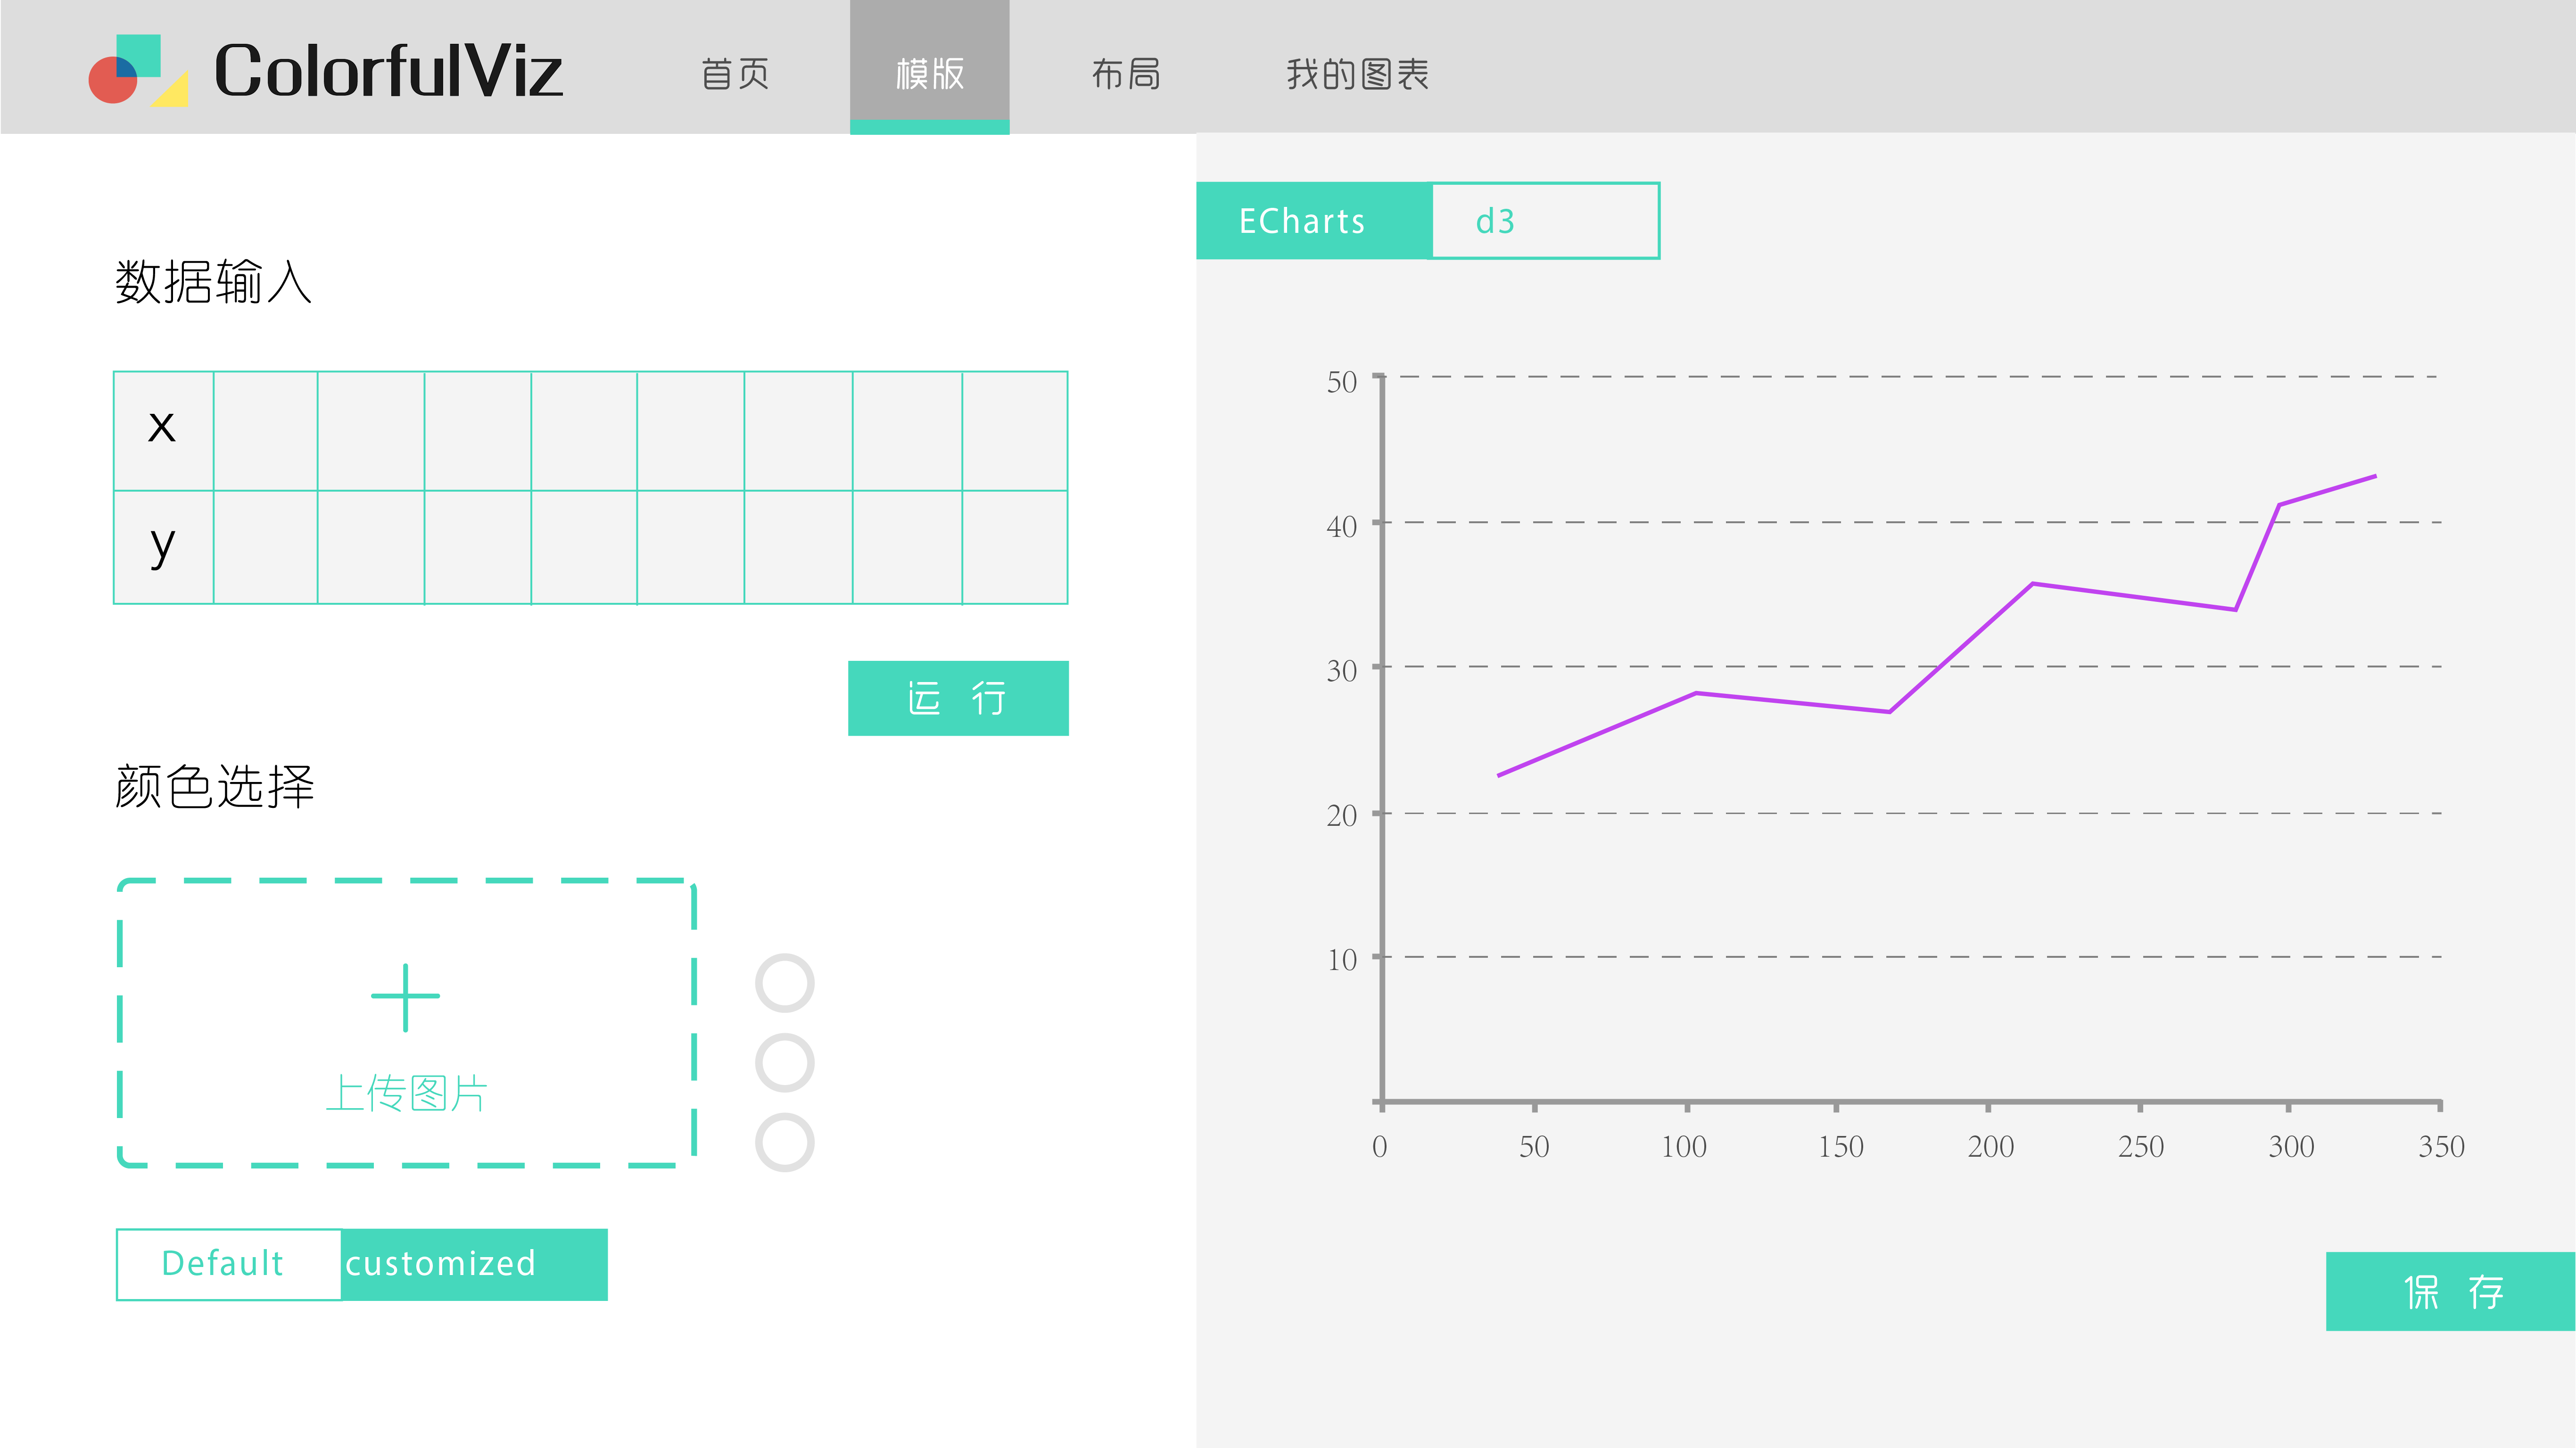 ColorfulViz 首页 模版 布局 我的图表
数据输入
x
y
运 行
颜色选择
上传图片
Default customized
ECharts d3
50
40
30
20
10
0 50 100 150 200 250 300 350
保 存